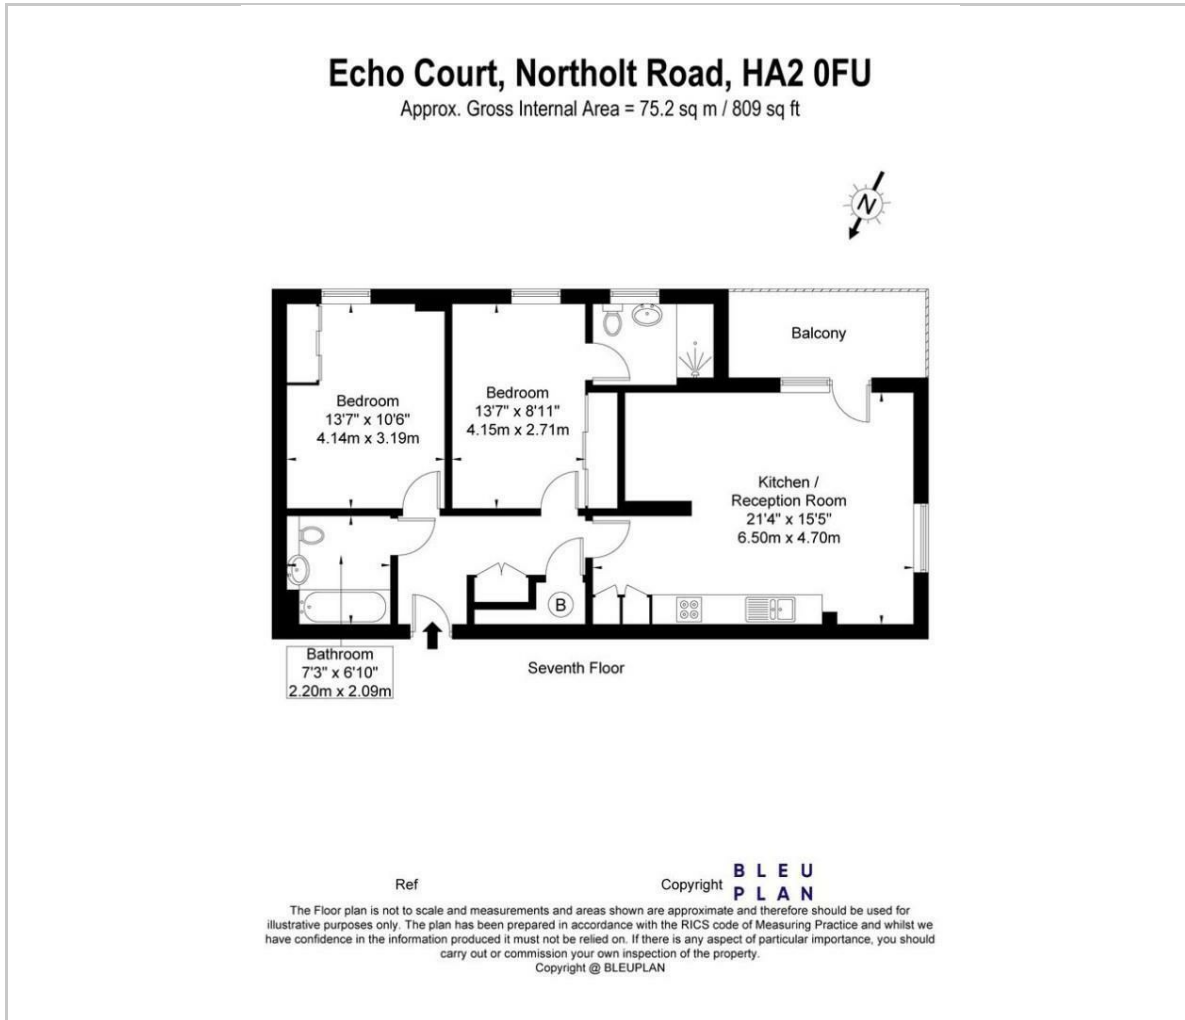 Echo Court, Northolt Road, HA2 0FU
Approx. Gross Internal Area = 75.2 sq m / 809 sq ft
N
Balcony
Bedroom
13'7" x 10'6"
4.14m x 3.19m
Bedroom
13'7" x 8'11"
4.15m x 2.71m
Kitchen /
Reception Room
21'4" x 15'5"
6.50m x 4.70m
B
Bathroom
7'3" x 6'10"
2.20m x 2.09m
Seventh Floor
Ref
Copyright
BLEU
PLAN
The Floor plan is not to scale and measurements and areas shown are approximate and therefore should be used for
illustrative purposes only. The plan has been prepared in accordance with the RICS code of Measuring Practice and whilst we
have confidence in the information produced it must not be relied on. If there is any aspect of particular importance, you should
carry out or commission your own inspection of the property.
Copyright @ BLEUPLAN